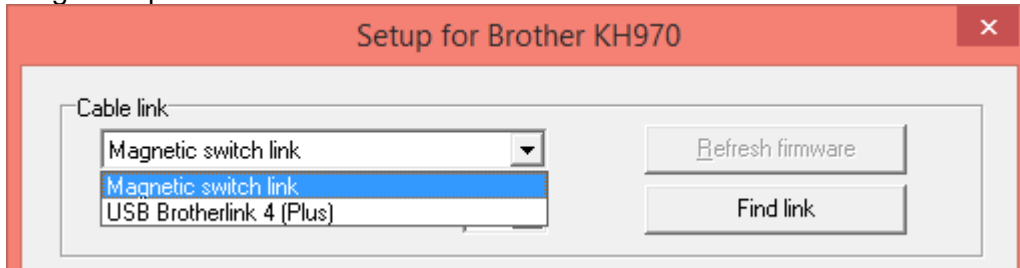 Setup for Brother KH970
×
Cable link
Magnetic switch link
Refresh firmware
Magnetic switch link
USB Brotherlink 4 (Plus)
Find link